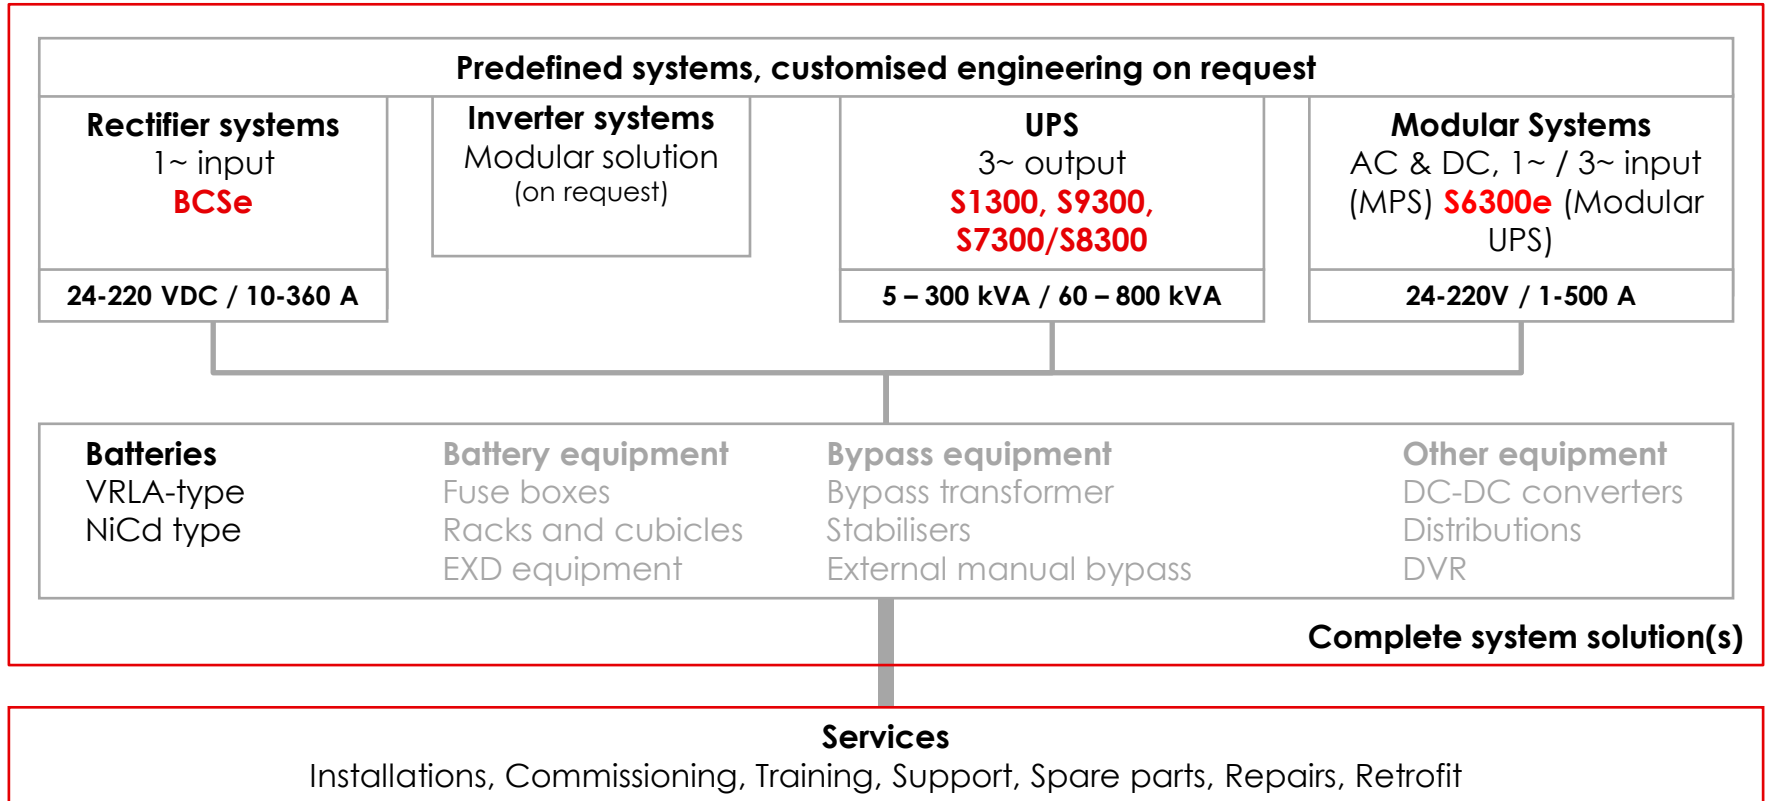 Predefined systems, customised engineering on request
Rectifier systems
1~ input
BCSe
24-220 VDC / 10-360 A
Inverter systems
Modular solution
(on request)
UPS
3~ output
S1300, S9300,
S7300/S8300
5 – 300 kVA / 60 – 800 kVA
Modular Systems
AC & DC, 1~ / 3~ input
(MPS) S6300e (Modular
UPS)
24-220V / 1-500 A
Batteries
VRLA-type
NiCd type
Battery equipment
Fuse boxes
Racks and cubicles
EXD equipment
Bypass equipment
Bypass transformer
Stabilisers
External manual bypass
Other equipment
DC-DC converters
Distributions
DVR
Complete system solution(s)
Services
Installations, Commissioning, Training, Support, Spare parts, Repairs, Retrofit